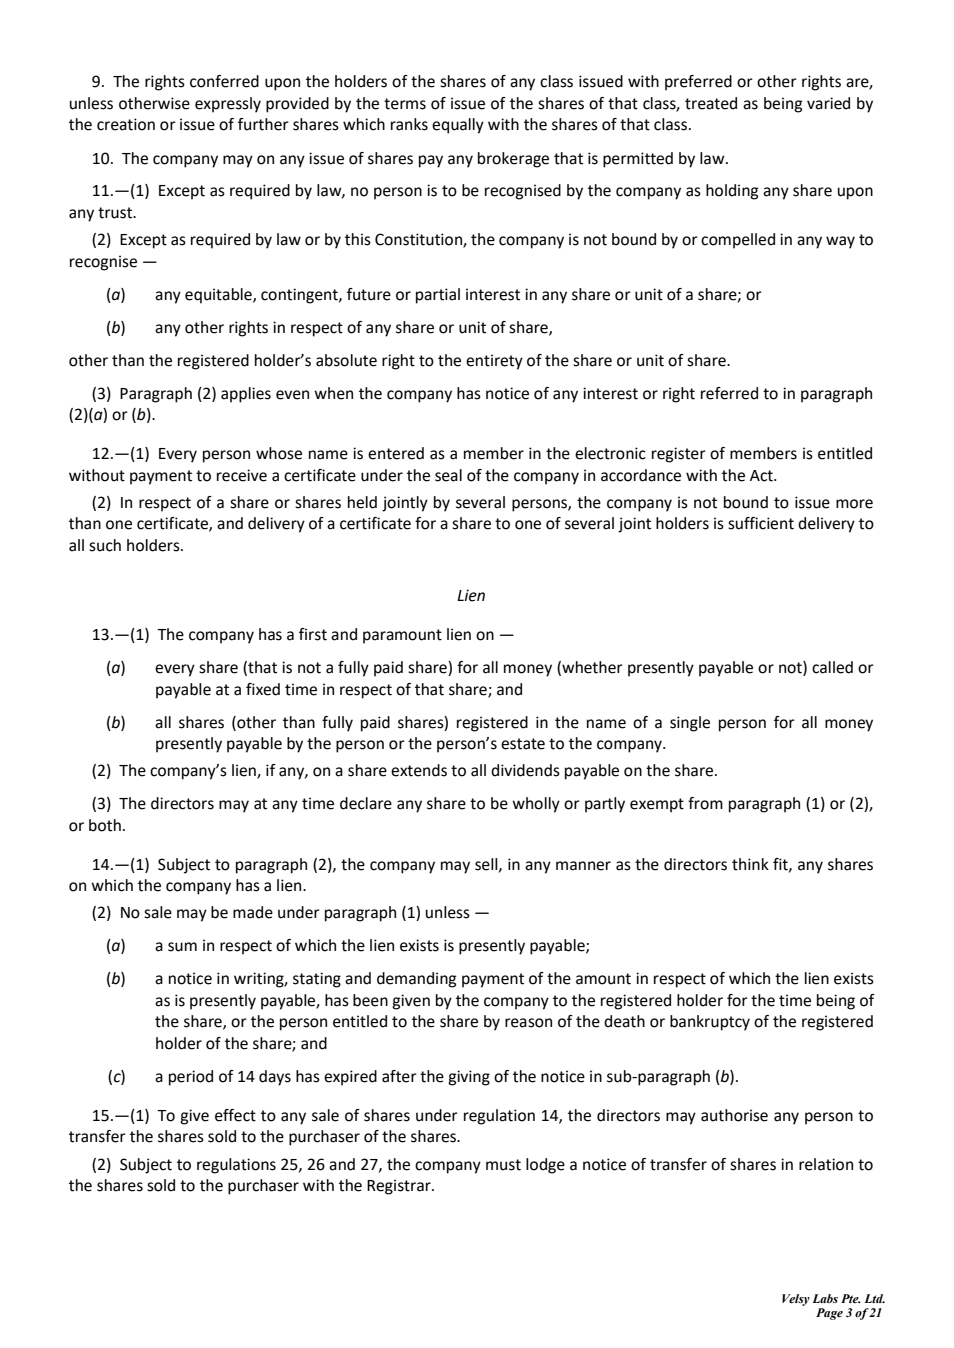 9. The rights conferred upon the holders of the shares of any class issued with preferred or other rights are,
unless otherwise expressly provided by the terms of issue of the shares of that class, treated as being varied by
the creation or issue of further shares which ranks equally with the shares of that class.
10. The company may on any issue of shares pay any brokerage that is permitted by law.
11.—(1) Except as required by law, no person is to be recognised by the company as holding any share upon
any trust.
(2) Except as required by law or by this Constitution, the company is not bound by or compelled in any way to
recognise —
(a) any equitable, contingent, future or partial interest in any share or unit of a share; or
(b) any other rights in respect of any share or unit of share,
other than the registered holder’s absolute right to the entirety of the share or unit of share.
(3) Paragraph (2) applies even when the company has notice of any interest or right referred to in paragraph
(2)(a) or (b).
12.—(1) Every person whose name is entered as a member in the electronic register of members is entitled
without payment to receive a certificate under the seal of the company in accordance with the Act.
(2) In respect of a share or shares held jointly by several persons, the company is not bound to issue more
than one certificate, and delivery of a certificate for a share to one of several joint holders is sufficient delivery to
all such holders.
Lien
13.—(1) The company has a first and paramount lien on —
(a) every share (that is not a fully paid share) for all money (whether presently payable or not) called or
payable at a fixed time in respect of that share; and
(b) all shares (other than fully paid shares) registered in the name of a single person for all money
presently payable by the person or the person’s estate to the company.
(2) The company’s lien, if any, on a share extends to all dividends payable on the share.
(3) The directors may at any time declare any share to be wholly or partly exempt from paragraph (1) or (2),
or both.
14.—(1) Subject to paragraph (2), the company may sell, in any manner as the directors think fit, any shares
on which the company has a lien.
(2) No sale may be made under paragraph (1) unless —
(a) a sum in respect of which the lien exists is presently payable;
(b) a notice in writing, stating and demanding payment of the amount in respect of which the lien exists
as is presently payable, has been given by the company to the registered holder for the time being of
the share, or the person entitled to the share by reason of the death or bankruptcy of the registered
holder of the share; and
(c) a period of 14 days has expired after the giving of the notice in sub-paragraph (b).
15.—(1) To give effect to any sale of shares under regulation 14, the directors may authorise any person to
transfer the shares sold to the purchaser of the shares.
(2) Subject to regulations 25, 26 and 27, the company must lodge a notice of transfer of shares in relation to
the shares sold to the purchaser with the Registrar.
Velsy Labs Pte. Ltd.
Page 3 of 21